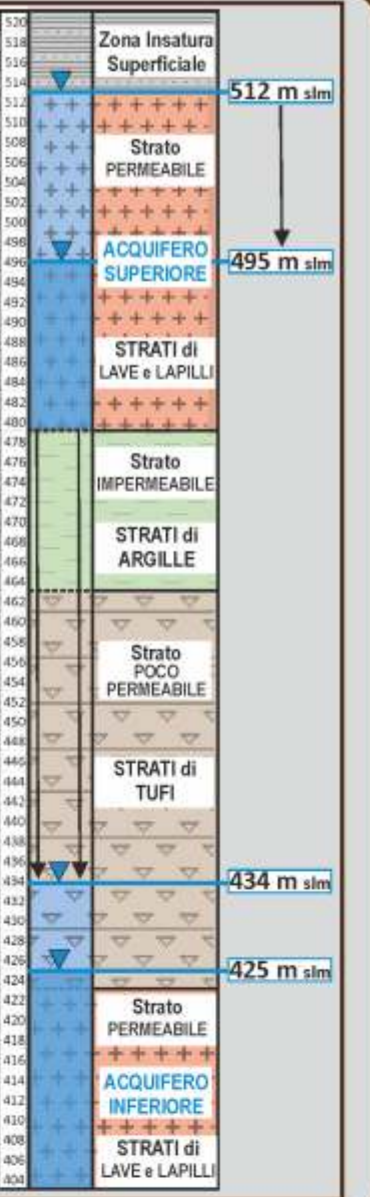 520
518
516
514
512
510
508
506
504
502
500
498
496
494
492
490
488
486
484
482
480
478
476
474
472
470
468
466
464
462
460
458
456
454
452
450
448
446
444
442
440
438
436
434
432
430
428
426
424
422
420
418
416
414
412
410
408
406
404
Zona Insatura
Superficiale
Strato
PERMEABILE
ACQUIFERO
SUPERIORE
STRATI di
LAVE e LAPILLI
Strato
IMPERMEABILE
STRATI di
ARGILLE
Strato
POCO
PERMEABILE
STRATI di
TUFI
Strato
PERMEABILE
ACQUIFERO
INFERIORE
STRATI di
LAVE e LAPILLI
512 m slm
495 m slm
434 m slm
425 m slm